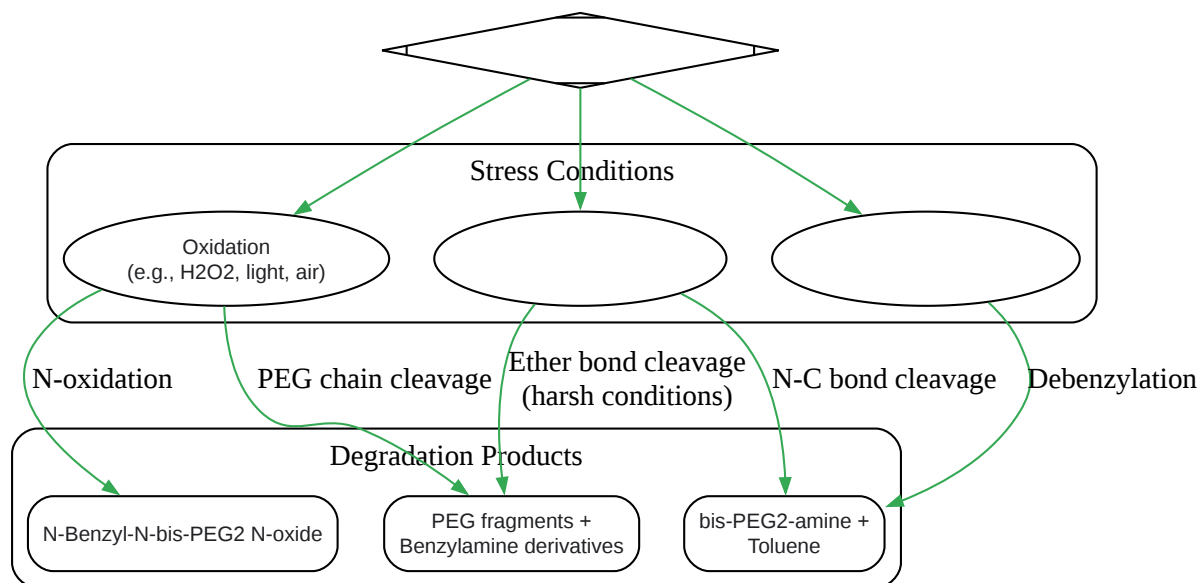 Stress Conditions
Oxidation
(e.g., H2O2, light, air)
N-oxidation
PEG chain cleavage
Ether bond cleavage
(harsh conditions)
N-C bond cleavage
Debenzylation
Degradation Products
N-Benzyl-N-bis-PEG2 N-oxide
PEG fragments +
Benzylamine derivatives
bis-PEG2-amine +
Toluene